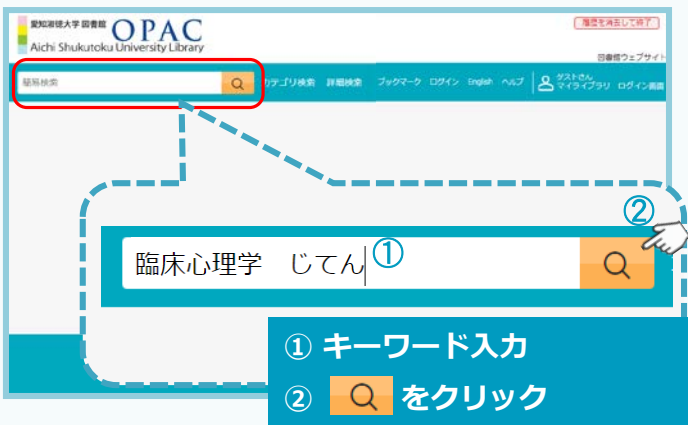 愛知淑徳大学 図書館 OPAC
Aichi Shukutoku University Library
履歴を消去して終了
図書館ウェブサイト
簡易検索
カテゴリ検索 詳細検索 ブックマーク ログイン English ヘルプ ゲストさん
マイライブラリ ログイン画面
②
臨床心理学 じてん ①
① キーワード入力
② をクリック